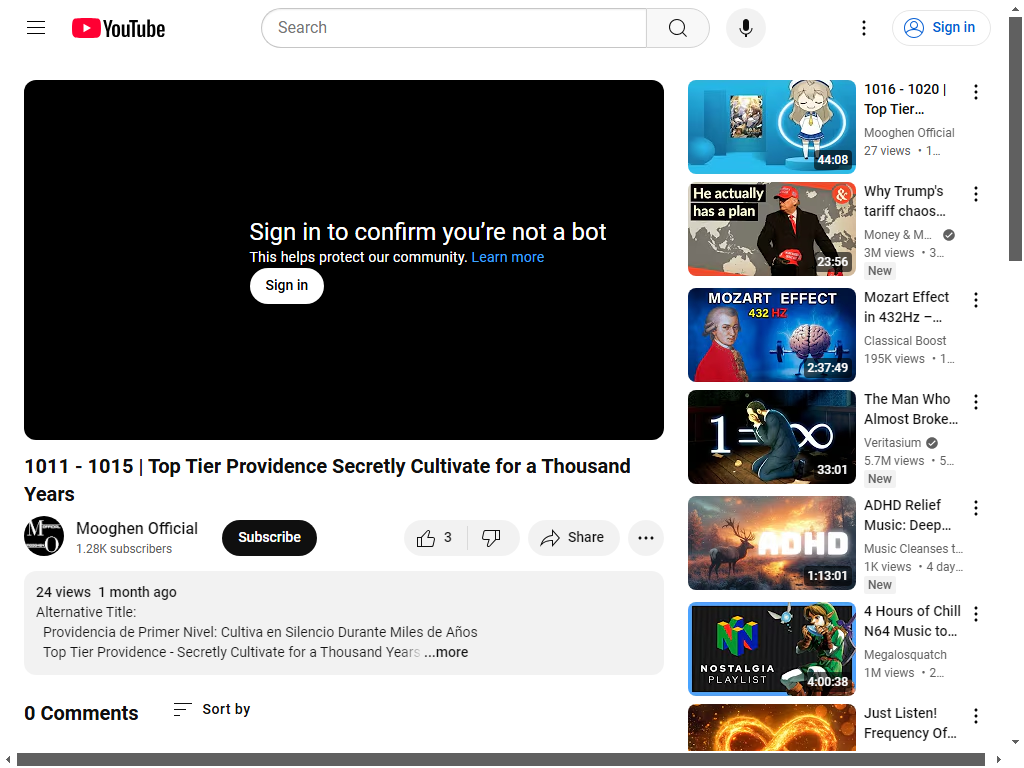 YouTube
Search
Sign in
Sign in to confirm you’re not a bot
This helps protect our community. Learn more
Sign in
1011 - 1015 | Top Tier Providence Secretly Cultivate for a Thousand
Years
Mooghen Official
1.28K subscribers
Subscribe
3
Share
24 views 1 month ago
Alternative Title:
Providencia de Primer Nivel: Cultiva en Silencio Durante Miles de Años
Top Tier Providence - Secretly Cultivate for a Thousand Years ...more
0 Comments
Sort by
44:08
1016 - 1020 |
Top Tier…
Mooghen Official
27 views • 1…
He actually
has a plan
&
23:56
Why Trump's
tariff chaos…
Money & M…
3M views • 3…
New
MOZART EFFECT
432 HZ
2:37:49
Mozart Effect
in 432Hz –…
Classical Boost
195K views • 1…
1 = ∞
33:01
The Man Who
Almost Broke…
Veritasium
5.7M views • 5…
New
ADHD
1:13:01
ADHD Relief
Music: Deep…
Music Cleanses t…
1K views • 4 day…
New
NOSTALGIA
PLAYLIST
4:00:38
4 Hours of Chill
N64 Music to…
Megalosquatch
1M views • 2…
Just Listen!
Frequency Of…